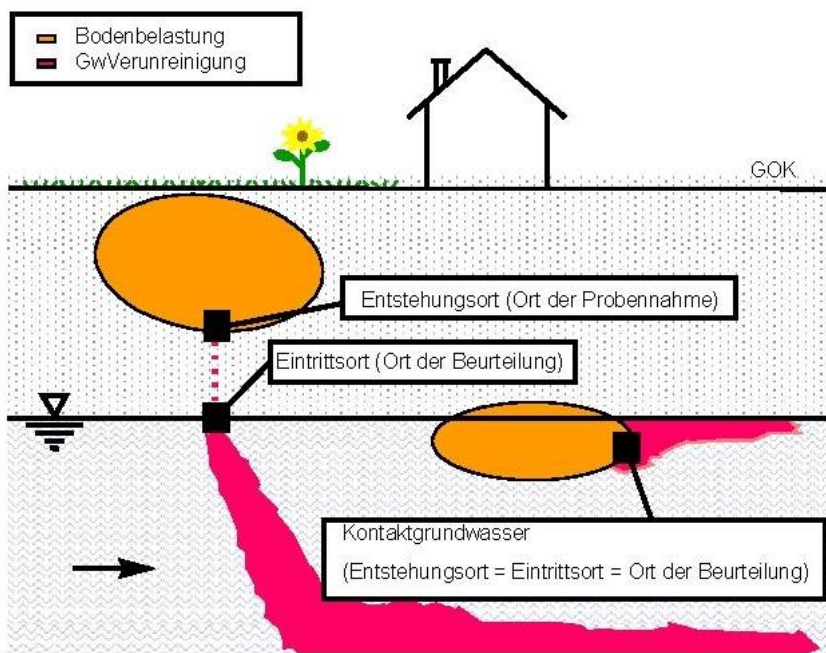 Bodenbelastung
GwVerunreinigung
GOK
Entstehungsort (Ort der Probennahme)
Eintrittsort (Ort der Beurteilung)
Kontaktgrundwasser
(Entstehungsort = Eintrittsort = Ort der Beurteilung)